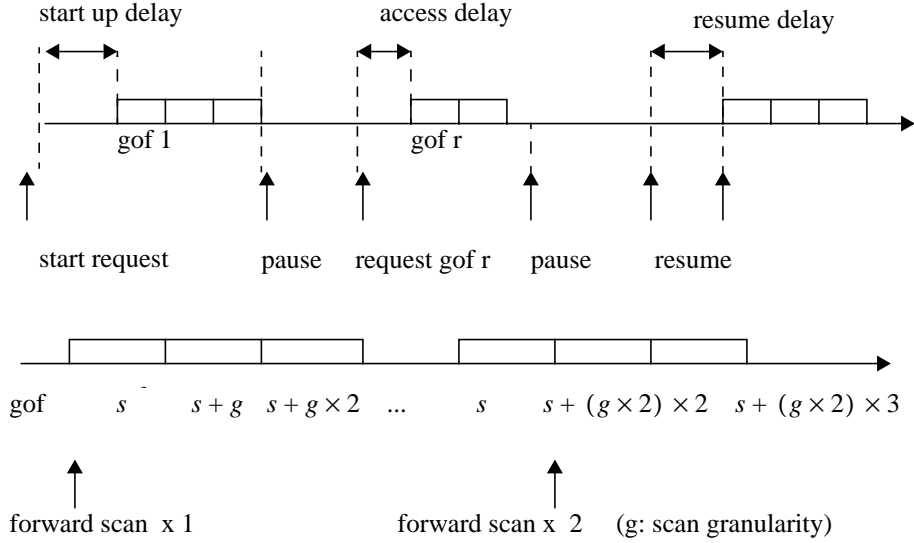 start up delay access delay resume delay
gof 1 gof r
start request pause request gof r pause resume
gof s s + g s + g × 2 ... s s + (g × 2) × 2 s + (g × 2) × 3
forward scan x 1 forward scan x 2 (g: scan granularity)